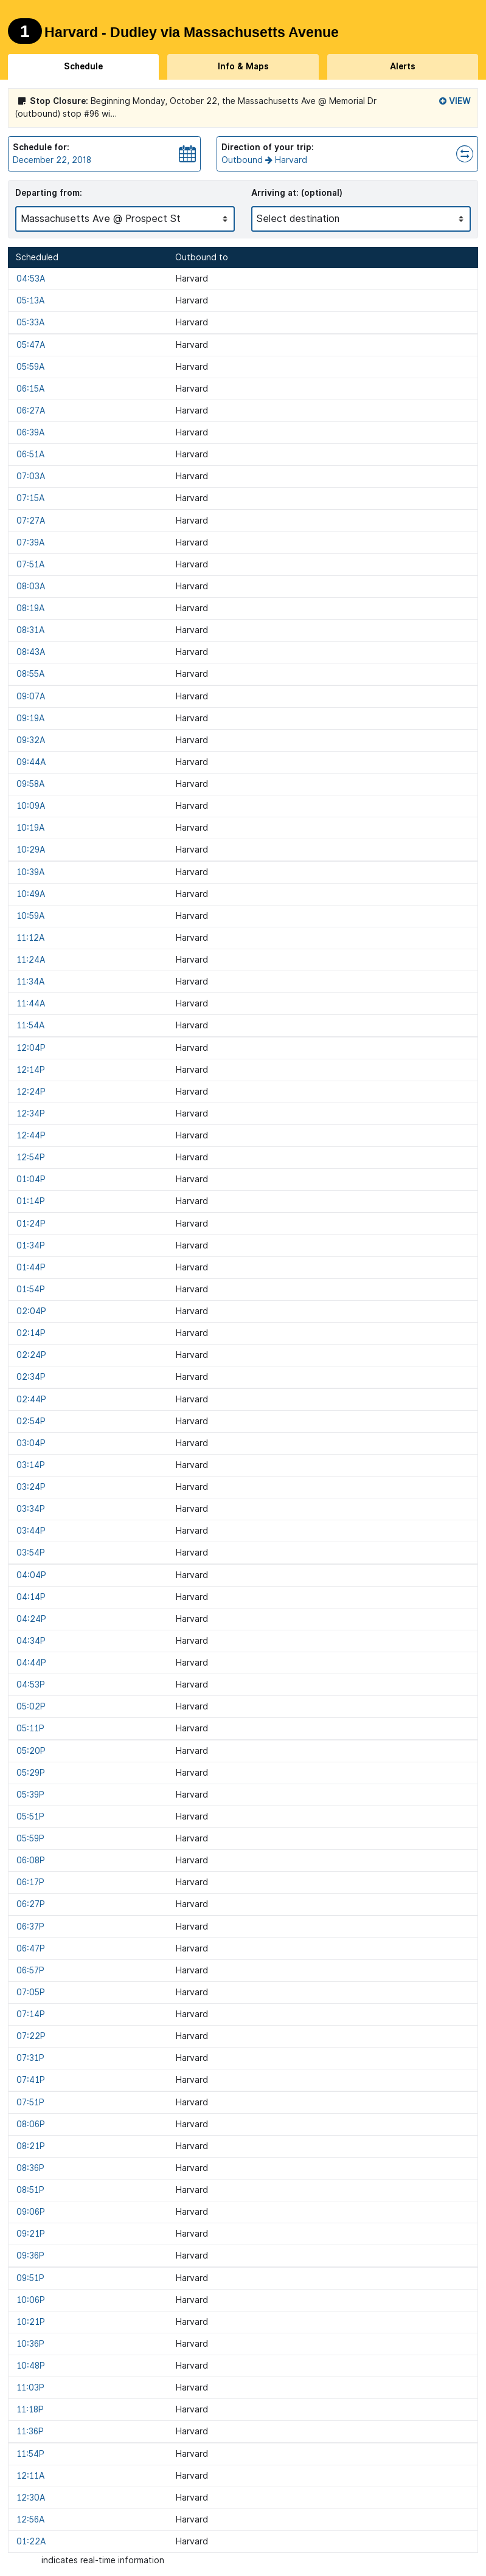 1 Harvard - Dudley via Massachusetts Avenue
Schedule Info & Maps Alerts
Stop Closure: Beginning Monday, October 22, the Massachusetts Ave @ Memorial Dr VIEW
(outbound) stop #96 wi...
Schedule for:
December 22, 2018
Direction of your trip:
Outbound Harvard
Departing from:
Massachusetts Ave @ Prospect St
Arriving at: (optional)
Select destination
Scheduled Outbound to
04:53A Harvard
05:13A Harvard
05:33A Harvard
05:47A Harvard
05:59A Harvard
06:15A Harvard
06:27A Harvard
06:39A Harvard
06:51A Harvard
07:03A Harvard
07:15A Harvard
07:27A Harvard
07:39A Harvard
07:51A Harvard
08:03A Harvard
08:19A Harvard
08:31A Harvard
08:43A Harvard
08:55A Harvard
09:07A Harvard
09:19A Harvard
09:32A Harvard
09:44A Harvard
09:58A Harvard
10:09A Harvard
10:19A Harvard
10:29A Harvard
10:39A Harvard
10:49A Harvard
10:59A Harvard
11:12A Harvard
11:24A Harvard
11:34A Harvard
11:44A Harvard
11:54A Harvard
12:04P Harvard
12:14P Harvard
12:24P Harvard
12:34P Harvard
12:44P Harvard
12:54P Harvard
01:04P Harvard
01:14P Harvard
01:24P Harvard
01:34P Harvard
01:44P Harvard
01:54P Harvard
02:04P Harvard
02:14P Harvard
02:24P Harvard
02:34P Harvard
02:44P Harvard
02:54P Harvard
03:04P Harvard
03:14P Harvard
03:24P Harvard
03:34P Harvard
03:44P Harvard
03:54P Harvard
04:04P Harvard
04:14P Harvard
04:24P Harvard
04:34P Harvard
04:44P Harvard
04:53P Harvard
05:02P Harvard
05:11P Harvard
05:20P Harvard
05:29P Harvard
05:39P Harvard
05:51P Harvard
05:59P Harvard
06:08P Harvard
06:17P Harvard
06:27P Harvard
06:37P Harvard
06:47P Harvard
06:57P Harvard
07:05P Harvard
07:14P Harvard
07:22P Harvard
07:31P Harvard
07:41P Harvard
07:51P Harvard
08:06P Harvard
08:21P Harvard
08:36P Harvard
08:51P Harvard
09:06P Harvard
09:21P Harvard
09:36P Harvard
09:51P Harvard
10:06P Harvard
10:21P Harvard
10:36P Harvard
10:48P Harvard
11:03P Harvard
11:18P Harvard
11:36P Harvard
11:54P Harvard
12:11A Harvard
12:30A Harvard
12:56A Harvard
01:22A Harvard
indicates real-time information